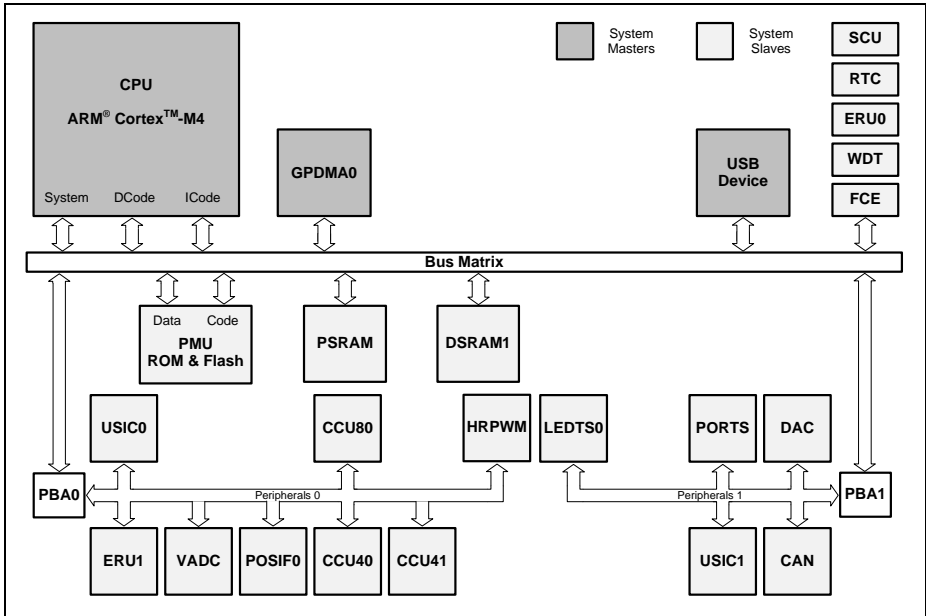 System
Masters
System
Slaves
SCU
RTC
ERU0
WDT
FCE
CPU
ARM® Cortex™-M4
System DCode ICode
GPDMA0
USB
Device
Bus Matrix
Data Code
PMU
ROM & Flash
PSRAM
DSRAM1
USIC0
CCU80
HRPWM
LEDTS0
PORTS
DAC
PBA0
Peripherals 0
Peripherals 1
PBA1
ERU1
VADC
POSIF0
CCU40
CCU41
USIC1
CAN